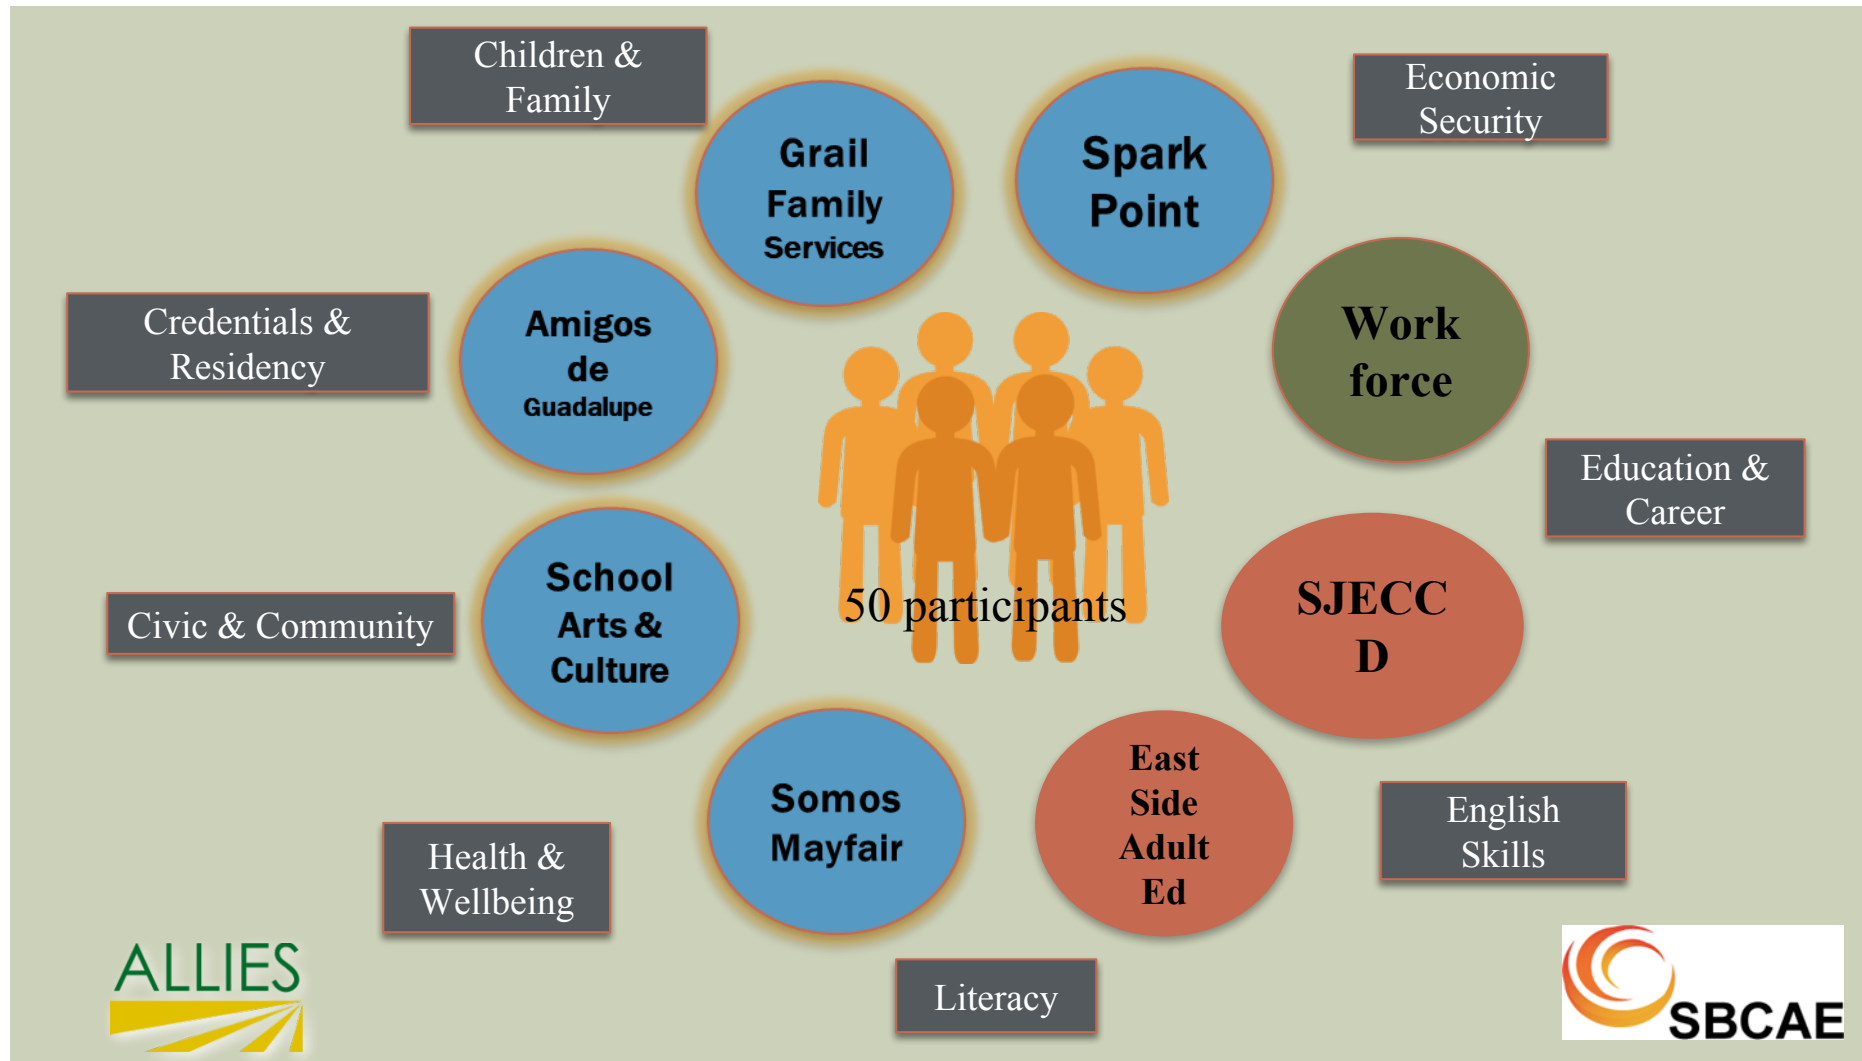 Children &
Family
Economic
Security
Grail
Family
Services
Spark
Point
Credentials &
Residency
Amigos
de
Guadalupe
Work
force
Education &
Career
School
Arts &
Culture
50 participants
SJECC
D
Civic & Community
Somos
Mayfair
East
Side
Adult
Ed
English
Skills
Health &
Wellbeing
Literacy
ALLIES
SBCAE